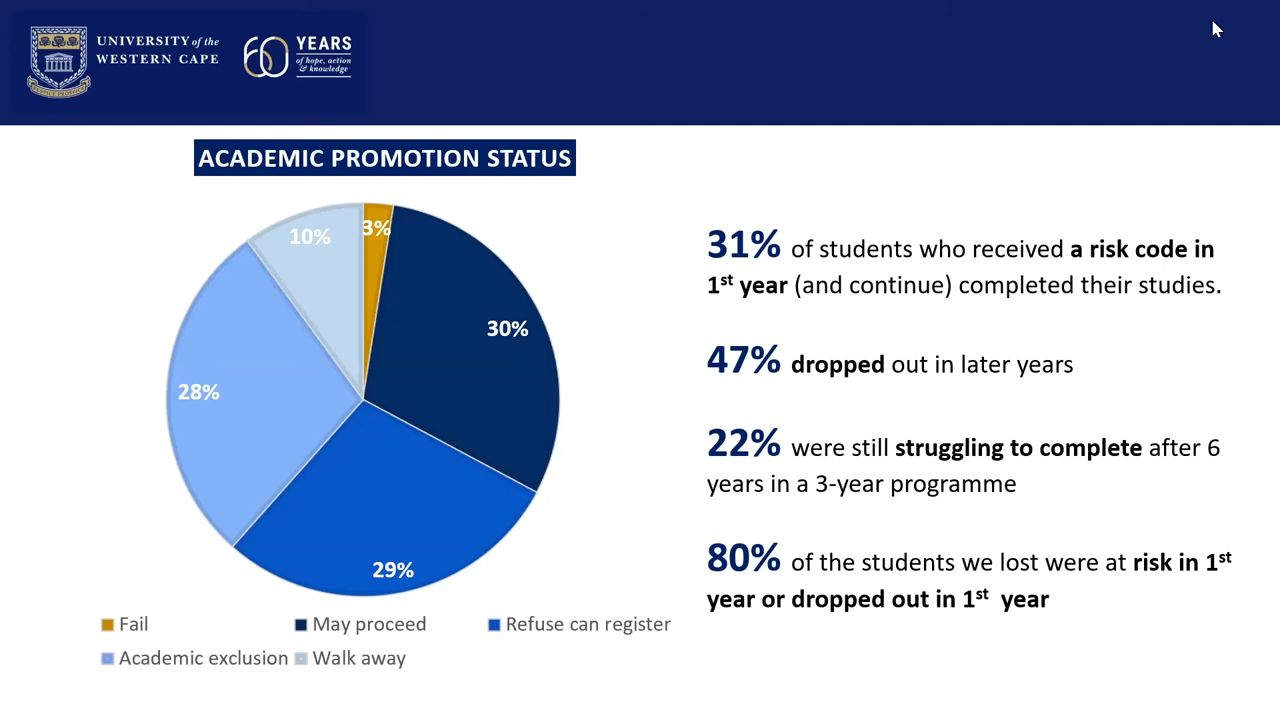 UNIVERSITY of the
WESTERN CAPE
60 YEARS
of hope, action
& knowledge
ACADEMIC PROMOTION STATUS
3%
10%
30%
28%
29%
Fail
May proceed
Refuse can register
Academic exclusion
Walk away
31% of students who received a risk code in
1st year (and continue) completed their studies.
47% dropped out in later years
22% were still struggling to complete after 6
years in a 3-year programme
80% of the students we lost were at risk in 1st
year or dropped out in 1st year